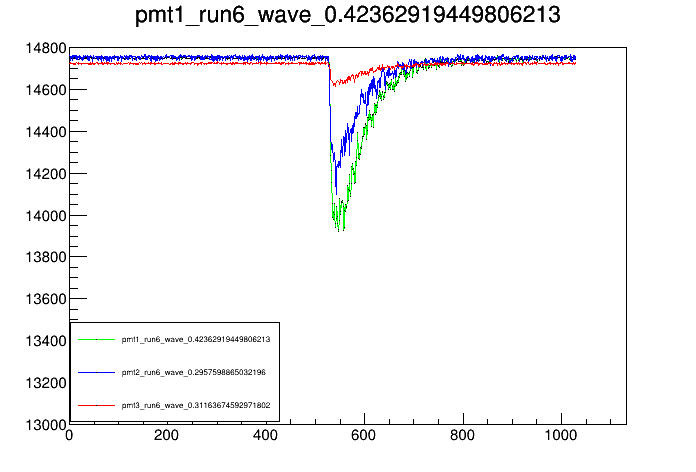 pmt1_run6_wave_0.42362919449806213
14800
14600
14400
14200
14000
13800
13600
13400
13200
13000
pmt1_run6_wave_0.42362919449806213
pmt2_run6_wave_0.2957598865032196
pmt3_run6_wave_0.31163674592971802
0 200 400 600 800 1000